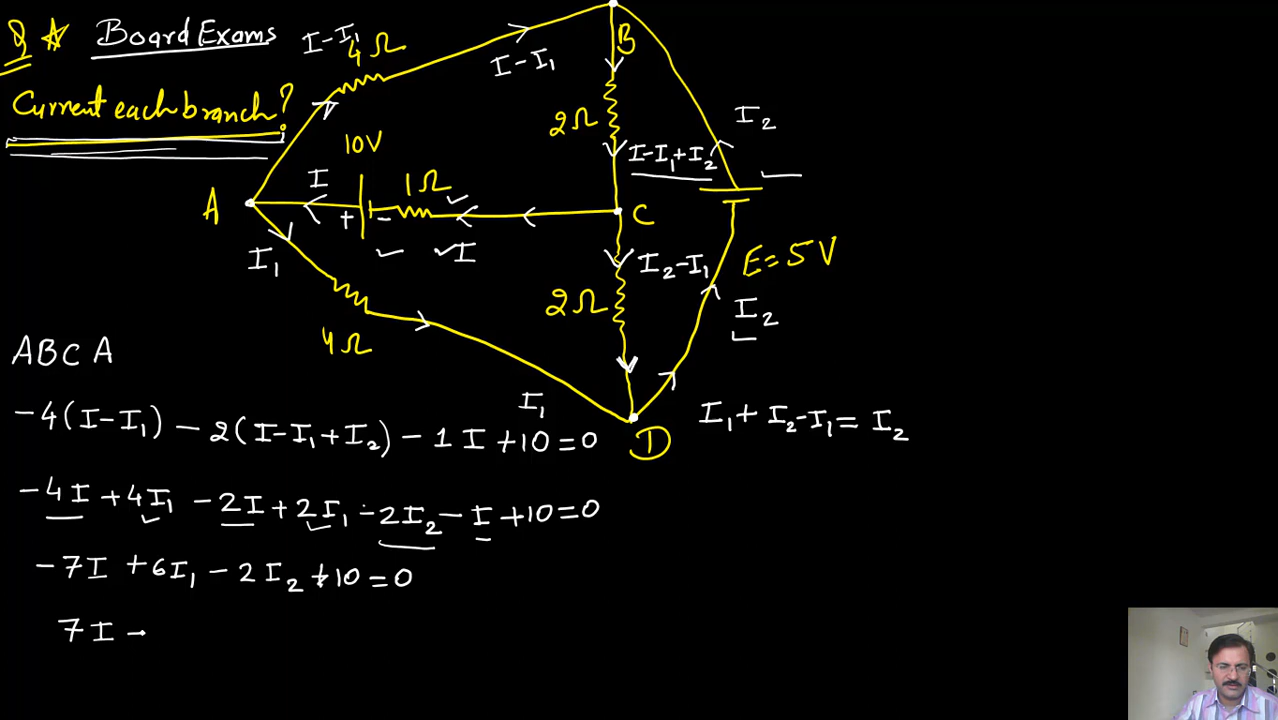 Q ☆ Board Exams
Current each branch?
I-I₁
4Ω
I-I₁
B
2Ω
I-I₁+I₂
I₂
10V
I
1Ω
A
+
-
C
I
I₁
I₂-I₁
E=5V
2Ω
I₂
4Ω
I₁
D
I₁+I₂-I₁=I₂
ABCA
-4(I-I₁)-2(I-I₁+I₂)-1I+10=0
-4I+4I₁-2I+2I₁-2I₂-I+10=0
-7I+6I₁-2I₂+10=0
7I-